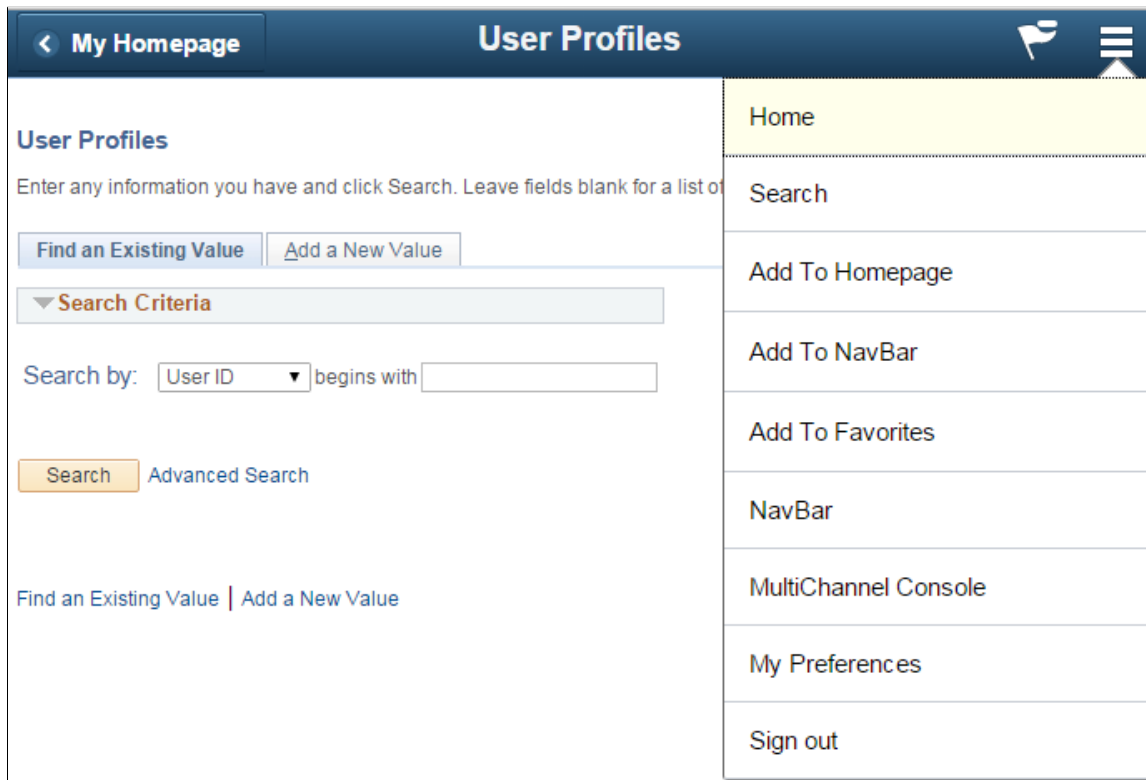 My Homepage
User Profiles
User Profiles
Enter any information you have and click Search. Leave fields blank for a list of
Find an Existing Value
Add a New Value
Search Criteria
Search by: User ID begins with
Search Advanced Search
Find an Existing Value | Add a New Value
Home
Search
Add To Homepage
Add To NavBar
Add To Favorites
NavBar
MultiChannel Console
My Preferences
Sign out